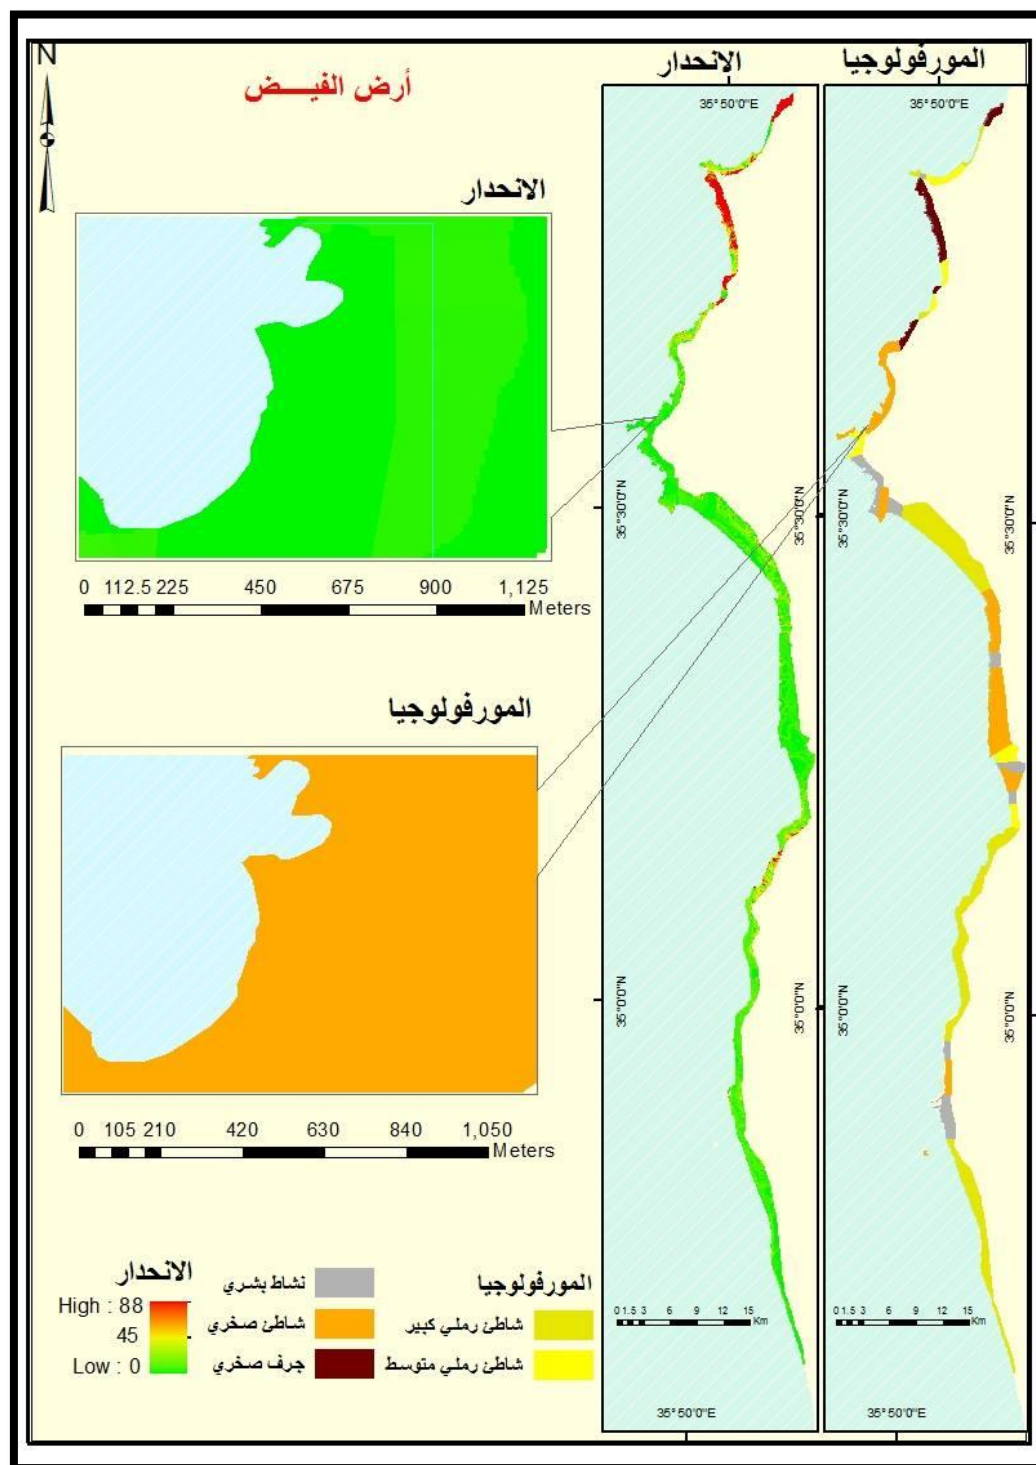 N
أرض الفيـــض
الانحدار
المورفولوجيا
35°50'0"E
35°50'0"E
الانحدار
35°30'0"N
35°30'0"N
35°30'0"N
35°30'0"N
0 112.5 225 450 675 900 1,125
Meters
المورفولوجيا
35°0'0"N
35°0'0"N
35°0'0"N
35°0'0"N
0 105 210 420 630 840 1,050
Meters
الانحدار
High : 88
45
Low : 0
نشاط بشري
شاطئ صخري
جرف صخري
المورفولوجيا
شاطئ رملي كبير
شاطئ رملي متوسط
0 1.5 3 6 9 12 15
Km
0 1.5 3 6 9 12 15
Km
35°50'0"E
35°50'0"E